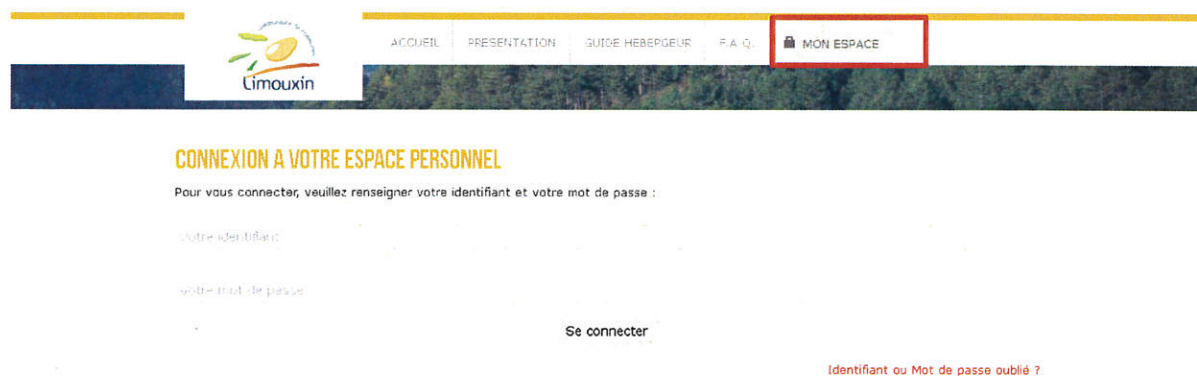 Limouxin
ACCUEIL PRESENTATION GUIDE HEBERGEUR F.A.Q. MON ESPACE
CONNEXION A VOTRE ESPACE PERSONNEL
Pour vous connecter, veuillez renseigner votre identifiant et votre mot de passe :
Votre identifiant
Votre mot de passe
Se connecter
Identifiant ou Mot de passe oublié ?